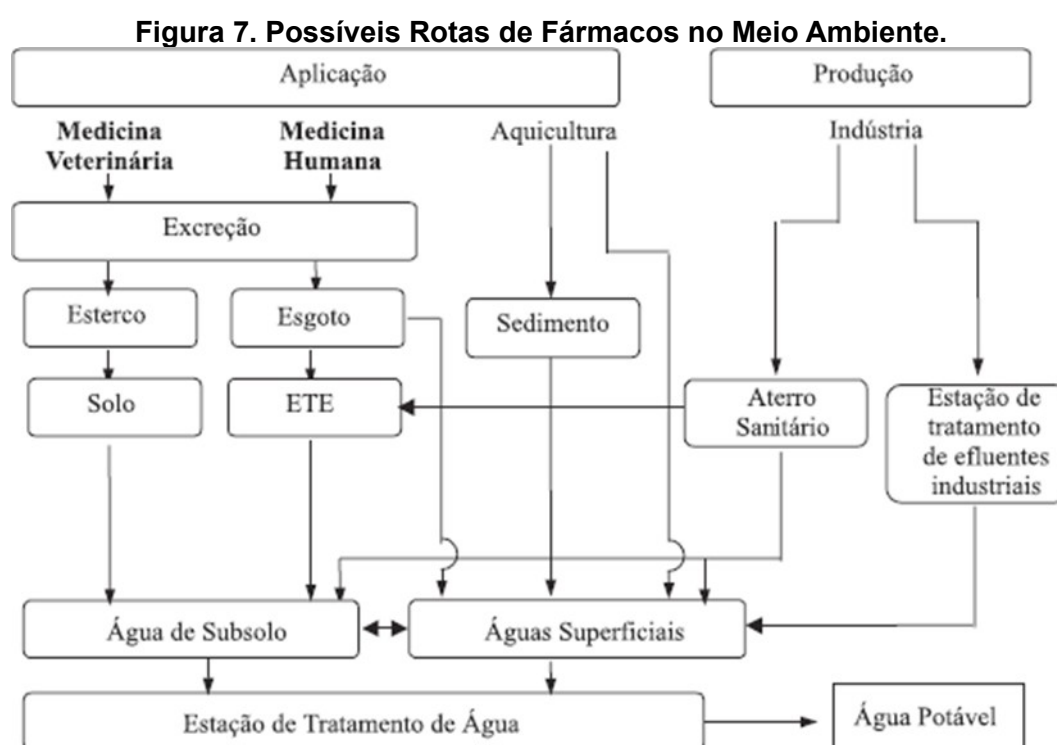 Figura 7. Possíveis Rotas de Fármacos no Meio Ambiente.
Aplicação
Produção
Medicina
Veterinária
Medicina
Humana
Aquicultura
Indústria
Excreção
Esterco
Esgoto
Sedimento
Solo
ETE
Aterro
Sanitário
Estação de
tratamento
de efluentes
industriais
Água de Subsolo
Águas Superficiais
Estação de Tratamento de Água
Água Potável